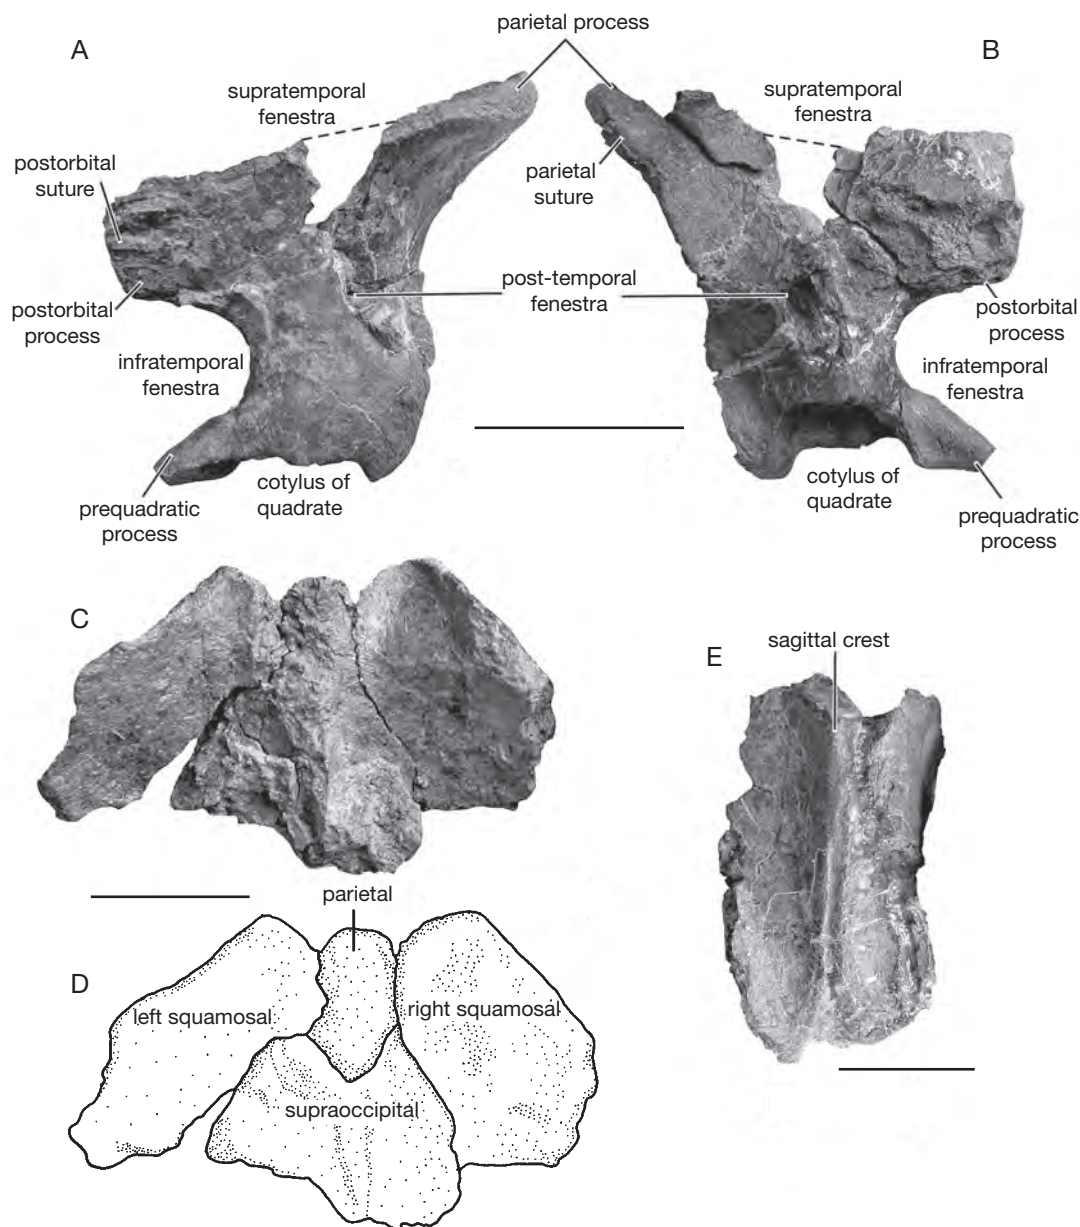 parietal process
A
B
supratemporal
fenestra
supratemporal
fenestra
postorbital
suture
parietal
suture
post-temporal
fenestra
postorbital
process
postorbital
process
infratemporal
fenestra
infratemporal
fenestra
cotylus of
quadrate
cotylus of
quadrate
prequadratic
process
prequadratic
process
C
sagittal crest
E
parietal
D
left squamosal
right squamosal
supraoccipital